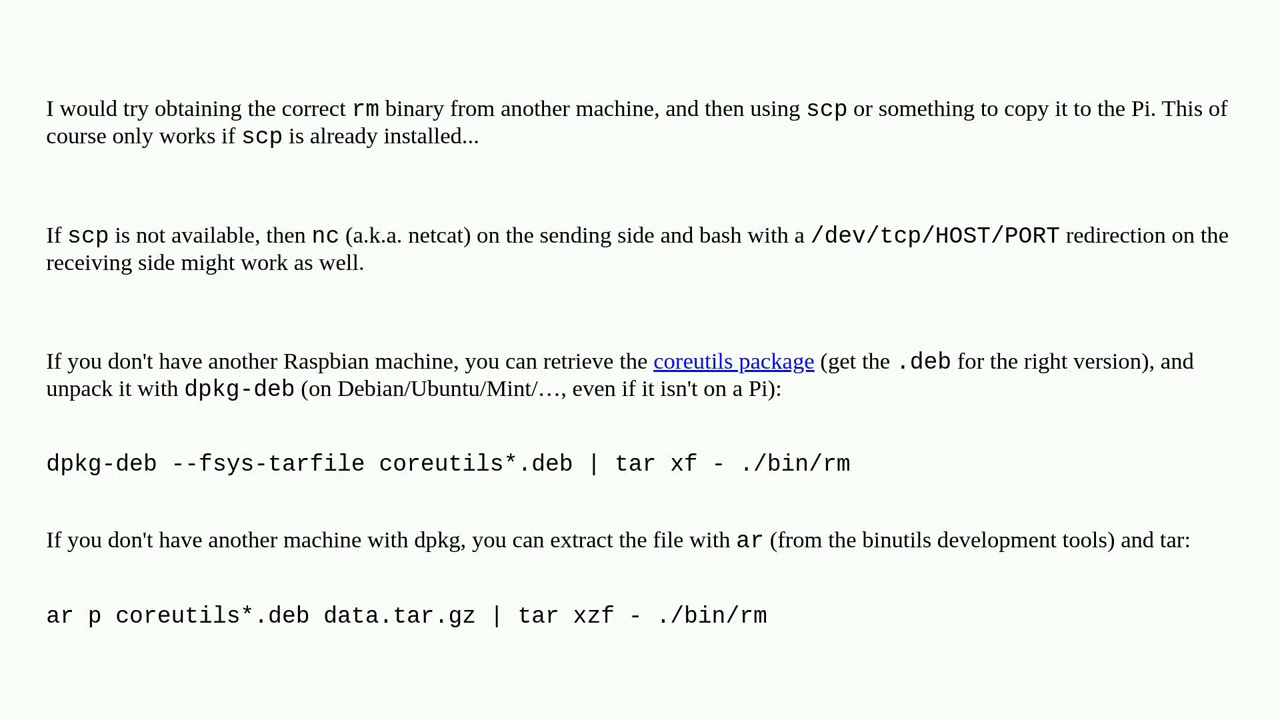 I would try obtaining the correct rm binary from another machine, and then using scp or something to copy it to the Pi. This of
course only works if scp is already installed...
If scp is not available, then nc (a.k.a. netcat) on the sending side and bash with a /dev/tcp/HOST/PORT redirection on the
receiving side might work as well.
If you don't have another Raspbian machine, you can retrieve the coreutils package (get the .deb for the right version), and
unpack it with dpkg-deb (on Debian/Ubuntu/Mint/…, even if it isn't on a Pi):
dpkg-deb --fsys-tarfile coreutils*.deb | tar xf - ./bin/rm
If you don't have another machine with dpkg, you can extract the file with ar (from the binutils development tools) and tar:
ar p coreutils*.deb data.tar.gz | tar xzf - ./bin/rm